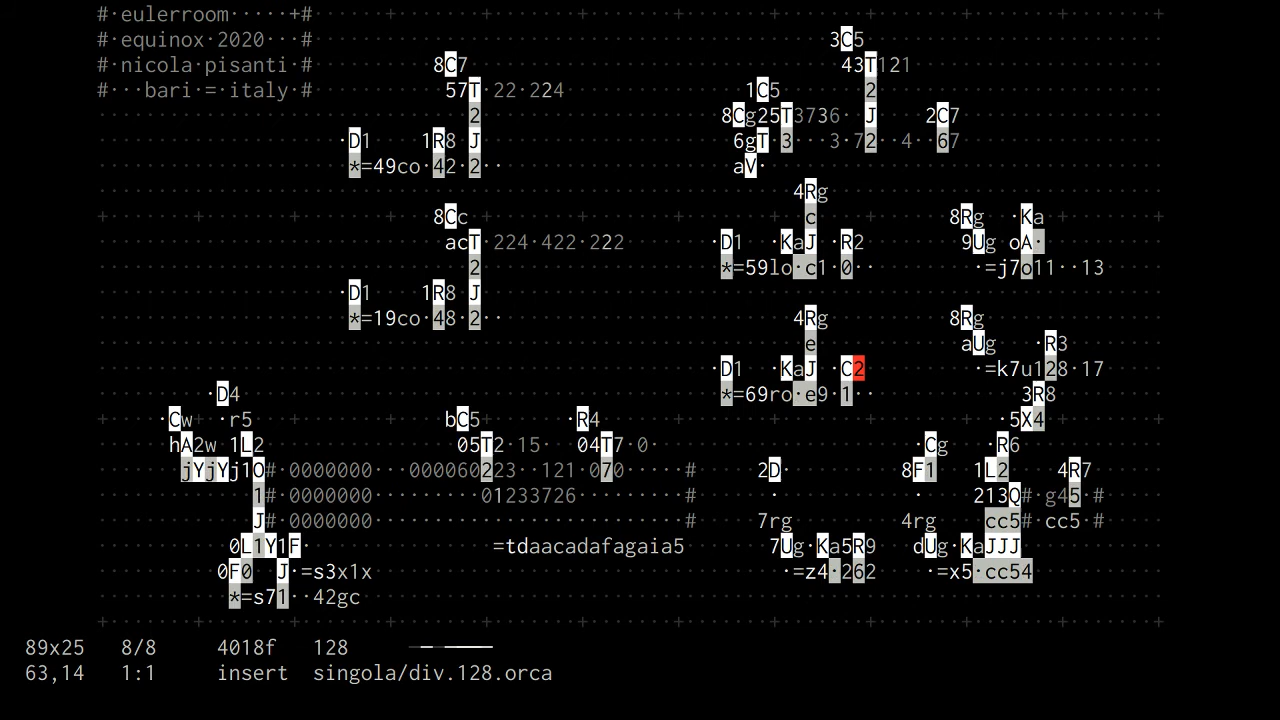 # · eulerroom · · · · · + #
# · equinox · 2020 · · · #    3C5
# · nicola · pisanti · #    8C7    43T121
# · · · bari · = · italy · #    57T · 22 · 224    1C5    2
2    8Cg25T3736    J    2C7
· D1    1R8    J    6gT    3    3 · 72 · · 4 · · 67
*=49co · 42 · 2 · ·    aV ·
4Rg
8Cc    c    8Rg    · Ka
acT · 224 · 422 · 222    · D1    KaJ    R2    9Ug    oA ·
2    *=59lo · c1 · 0 · ·    · =j7o11 · · 13
· D1    1R8    J
*=19co · 48 · 2 · ·    4Rg    8Rg
e    aUg    · R3
· D1    KaJ    C2    · =k7u128 · 17
· D4    *=69ro · e9 · 1 · ·    3R8
· Cw    · r5    bC5    · R4    · 5X4
hA2w    1L2    05T2 · 15    04T7 · 0    · Cg    · R6
jYjYj1O# · 0000000 · · · 000060223 · · 121 · 070 · · · · · #    2D ·    8F1    1L2    4R7
1# · 0000000 · · · · · · · · · 01233726 · · · · · · · · · #    ·    ·    213Q# · g45 · #
J# · 0000000 · · · · · · · · · · · · · · · · · · · · · · · · · · #    7rg    4rg    cc5# · cc5 · #
0L1Y1F ·    =tdaacadafagaia5    7Ug · Ka5R9    dUg · KaJJJ
0F0    J · =s3x1x    · =z4 · 262    · =x5 · cc54
*=s71 · · 42gc
89x25    8/8    4018f    128
63,14    1:1    insert    singola/div.128.orca